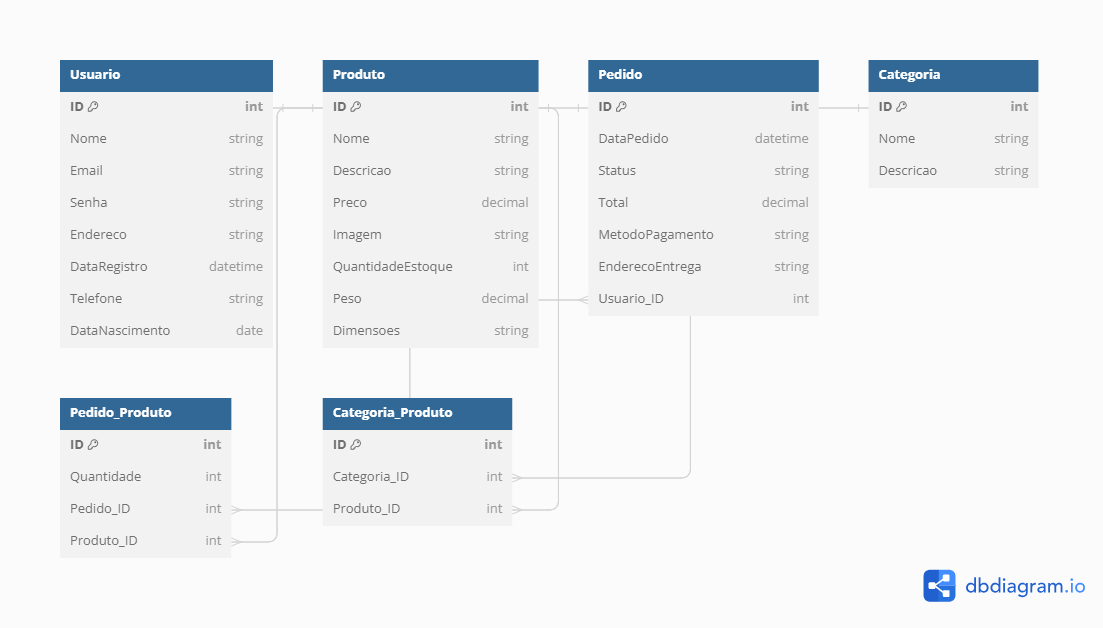 Usuario
ID int
Nome string
Email string
Senha string
Endereco string
DataRegistro datetime
Telefone string
DataNascimento date
Produto
ID int
Nome string
Descricao string
Preco decimal
Imagem string
QuantidadeEstoque int
Peso decimal
Dimensoes string
Pedido
ID int
DataPedido datetime
Status string
Total decimal
MetodoPagamento string
EnderecoEntrega string
Usuario_ID int
Categoria
ID int
Nome string
Descricao string
Pedido_Produto
ID int
Quantidade int
Pedido_ID int
Produto_ID int
Categoria_Produto
ID int
Categoria_ID int
Produto_ID int
dbdiagram.io